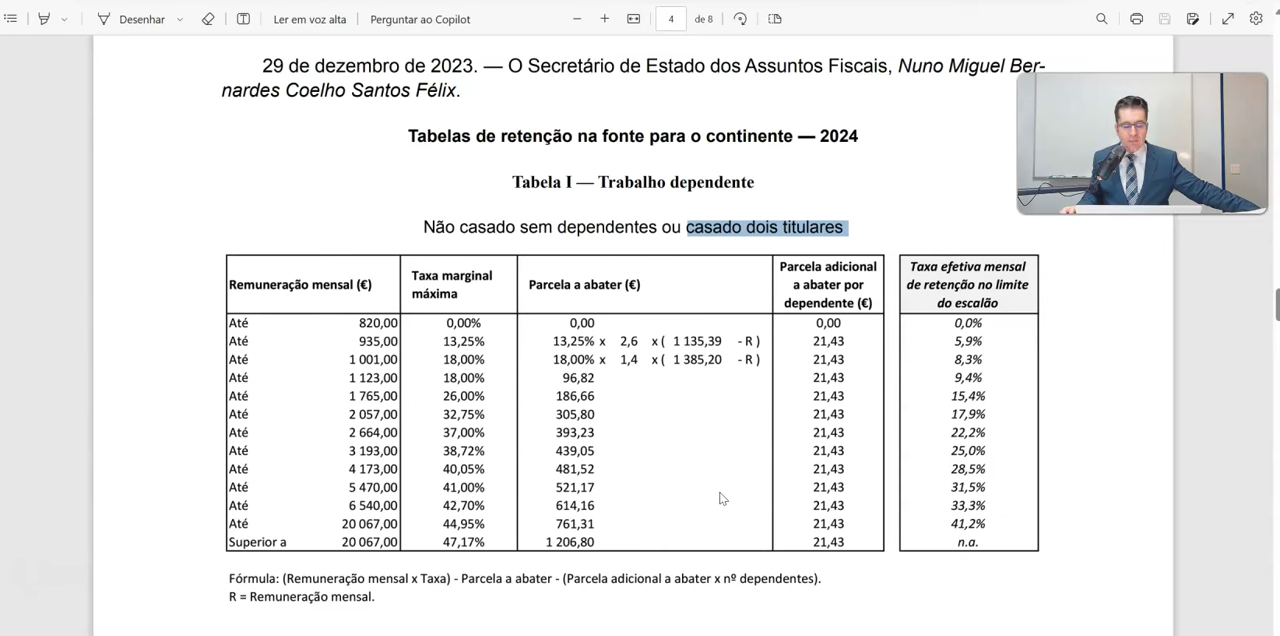 Desenhar
Ler em voz alta
Perguntar ao Copilot
4
de 8
29 de dezembro de 2023. — O Secretário de Estado dos Assuntos Fiscais, Nuno Miguel Ber-
nardes Coelho Santos Félix.
Tabelas de retenção na fonte para o continente — 2024
Tabela I — Trabalho dependente
Não casado sem dependentes ou casado dois titulares
Remuneração mensal (€) Taxa marginal máxima Parcela a abater (€) Parcela adicional a abater por dependente (€) Taxa efetiva mensal de retenção no limite do escalão
Até 820,00 0,00% 0,00 0,00 0,0%
Até 935,00 13,25% 13,25% x 2,6 x ( 1 135,39 - R ) 21,43 5,9%
Até 1 001,00 18,00% 18,00% x 1,4 x ( 1 385,20 - R ) 21,43 8,3%
Até 1 123,00 18,00% 96,82 21,43 9,4%
Até 1 765,00 26,00% 186,66 21,43 15,4%
Até 2 057,00 32,75% 305,80 21,43 17,9%
Até 2 664,00 37,00% 393,23 21,43 22,2%
Até 3 193,00 38,72% 439,05 21,43 25,0%
Até 4 173,00 40,05% 481,52 21,43 28,5%
Até 5 470,00 41,00% 521,17 21,43 31,5%
Até 6 540,00 42,70% 614,16 21,43 33,3%
Até 20 067,00 44,95% 761,31 21,43 41,2%
Superior a 20 067,00 47,17% 1 206,80 21,43 n.a.
Fórmula: (Remuneração mensal x Taxa) - Parcela a abater - (Parcela adicional a abater x nº dependentes).
R = Remuneração mensal.